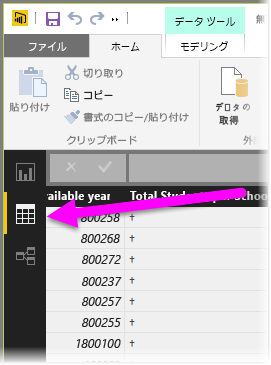 データ ツール
無
ファイル
ホーム
モデリング
貼り付け
切り取り
コピー
書式のコピー/貼り付け
クリップボード
データの
取得
外
ailable year
Total Stude
Schoo
800258 †
800268 †
800272 †
800237 †
800257 †
800255 †
1800100 †